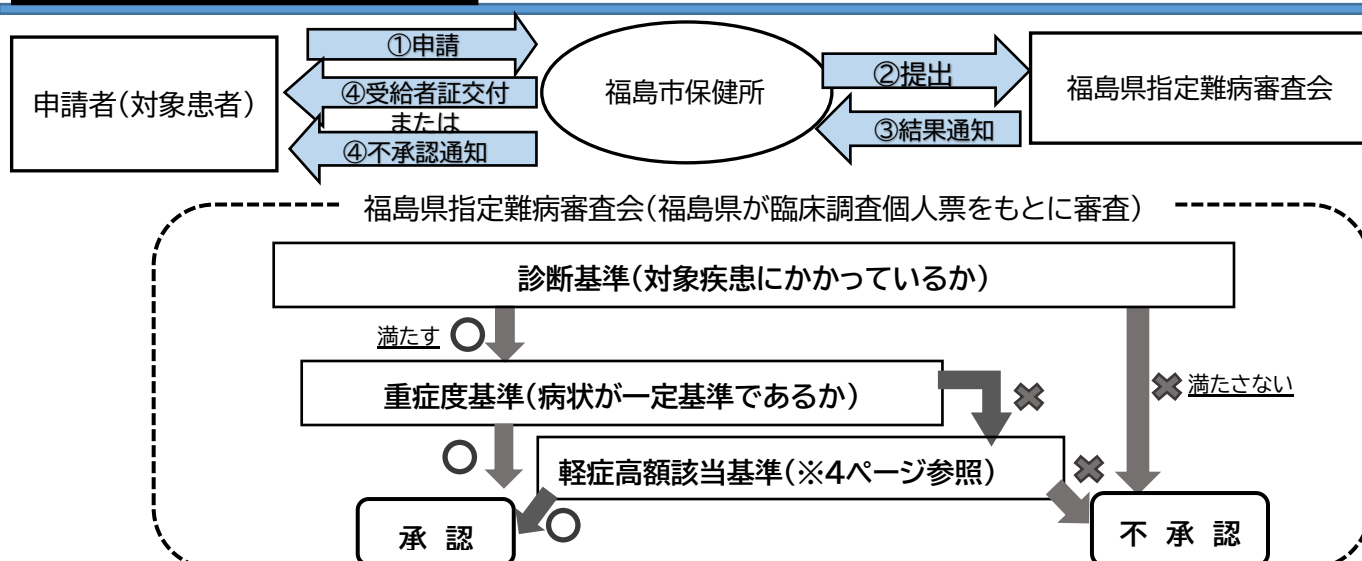 ①申請
④受給者証交付
または
④不承認通知
申請者(対象患者)
福島市保健所
②提出
③結果通知
福島県指定難病審査会
福島県指定難病審査会(福島県が臨床調査個人票をもとに審査)
診断基準(対象疾患にかかっているか)
満たす
満たさない
重症度基準(病状が一定基準であるか)
軽症高額該当基準(※4ページ参照)
承 認
不 承 認